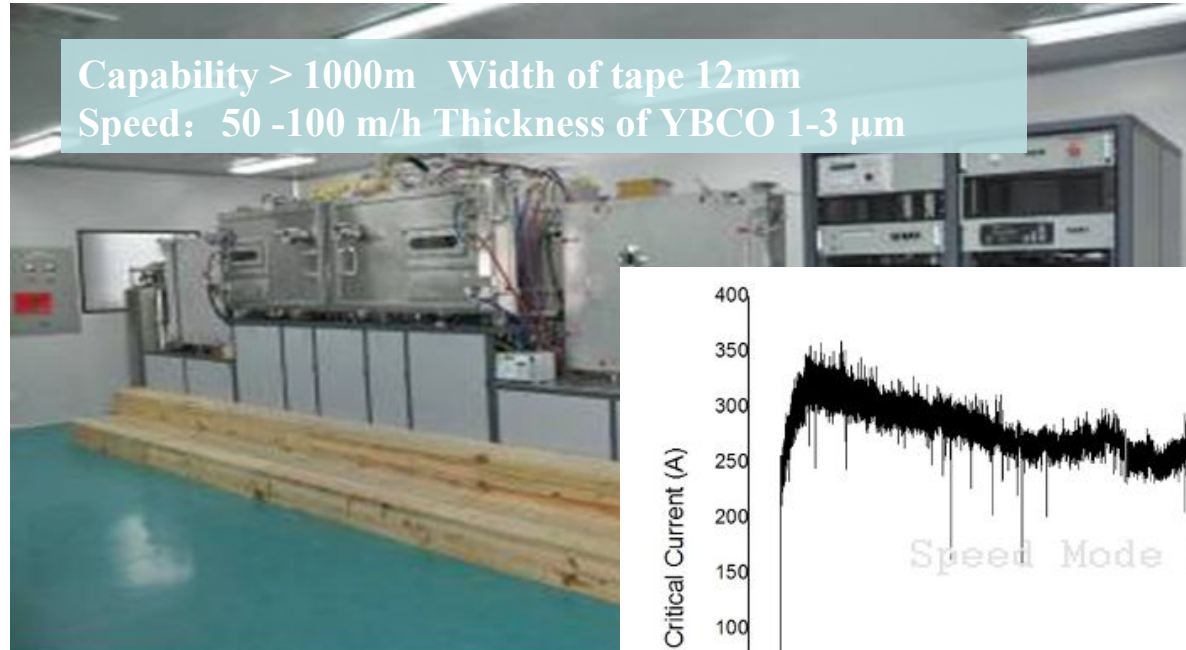 Capability > 1000m Width of tape 12mm
Speed： 50 -100 m/h Thickness of YBCO 1-3 µm
400
350
300
250
200
150
100
Critical Current (A)
Speed Mode